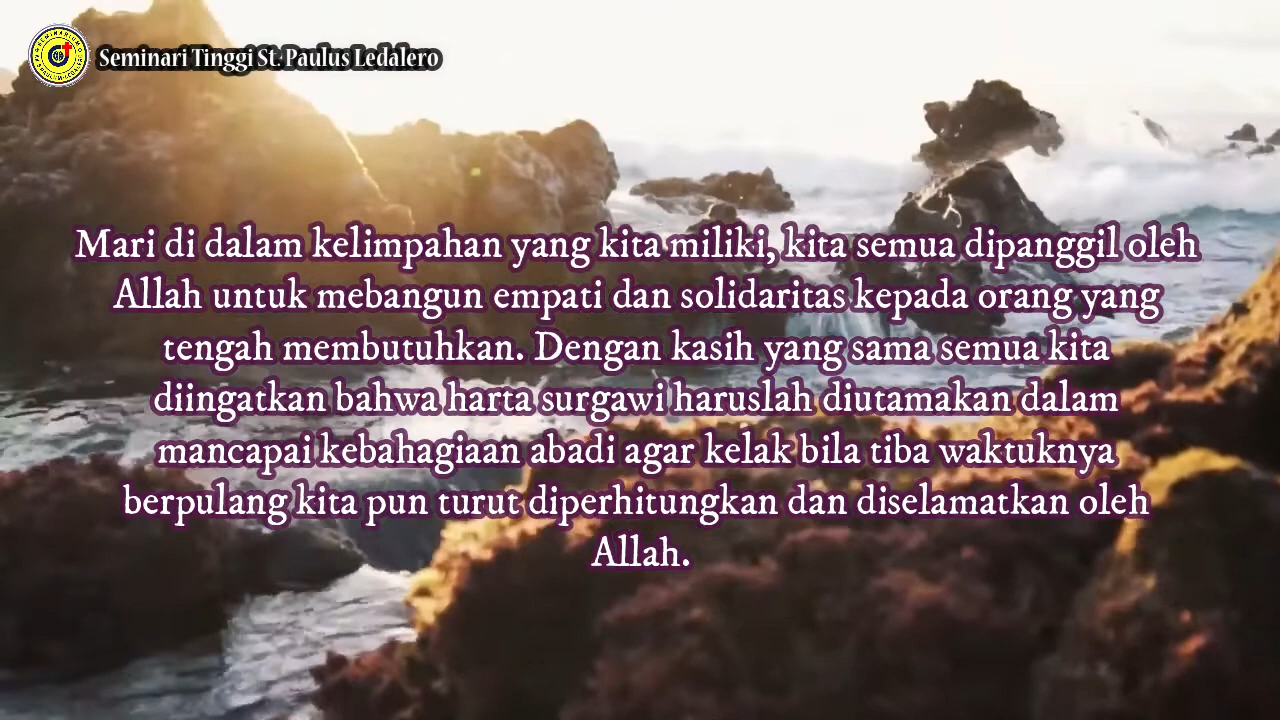 Seminari Tinggi St. Paulus Ledalero
Mari di dalam kelimpahan yang kita miliki, kita semua dipanggil oleh
Allah untuk mebangun empati dan solidaritas kepada orang yang
tengah membutuhkan. Dengan kasih yang sama semua kita
diingatkan bahwa harta surgawi haruslah diutamakan dalam
mancapai kebahagiaan abadi agar kelak bila tiba waktuknya
berpulang kita pun turut diperhitungkan dan diselamatkan oleh
Allah.